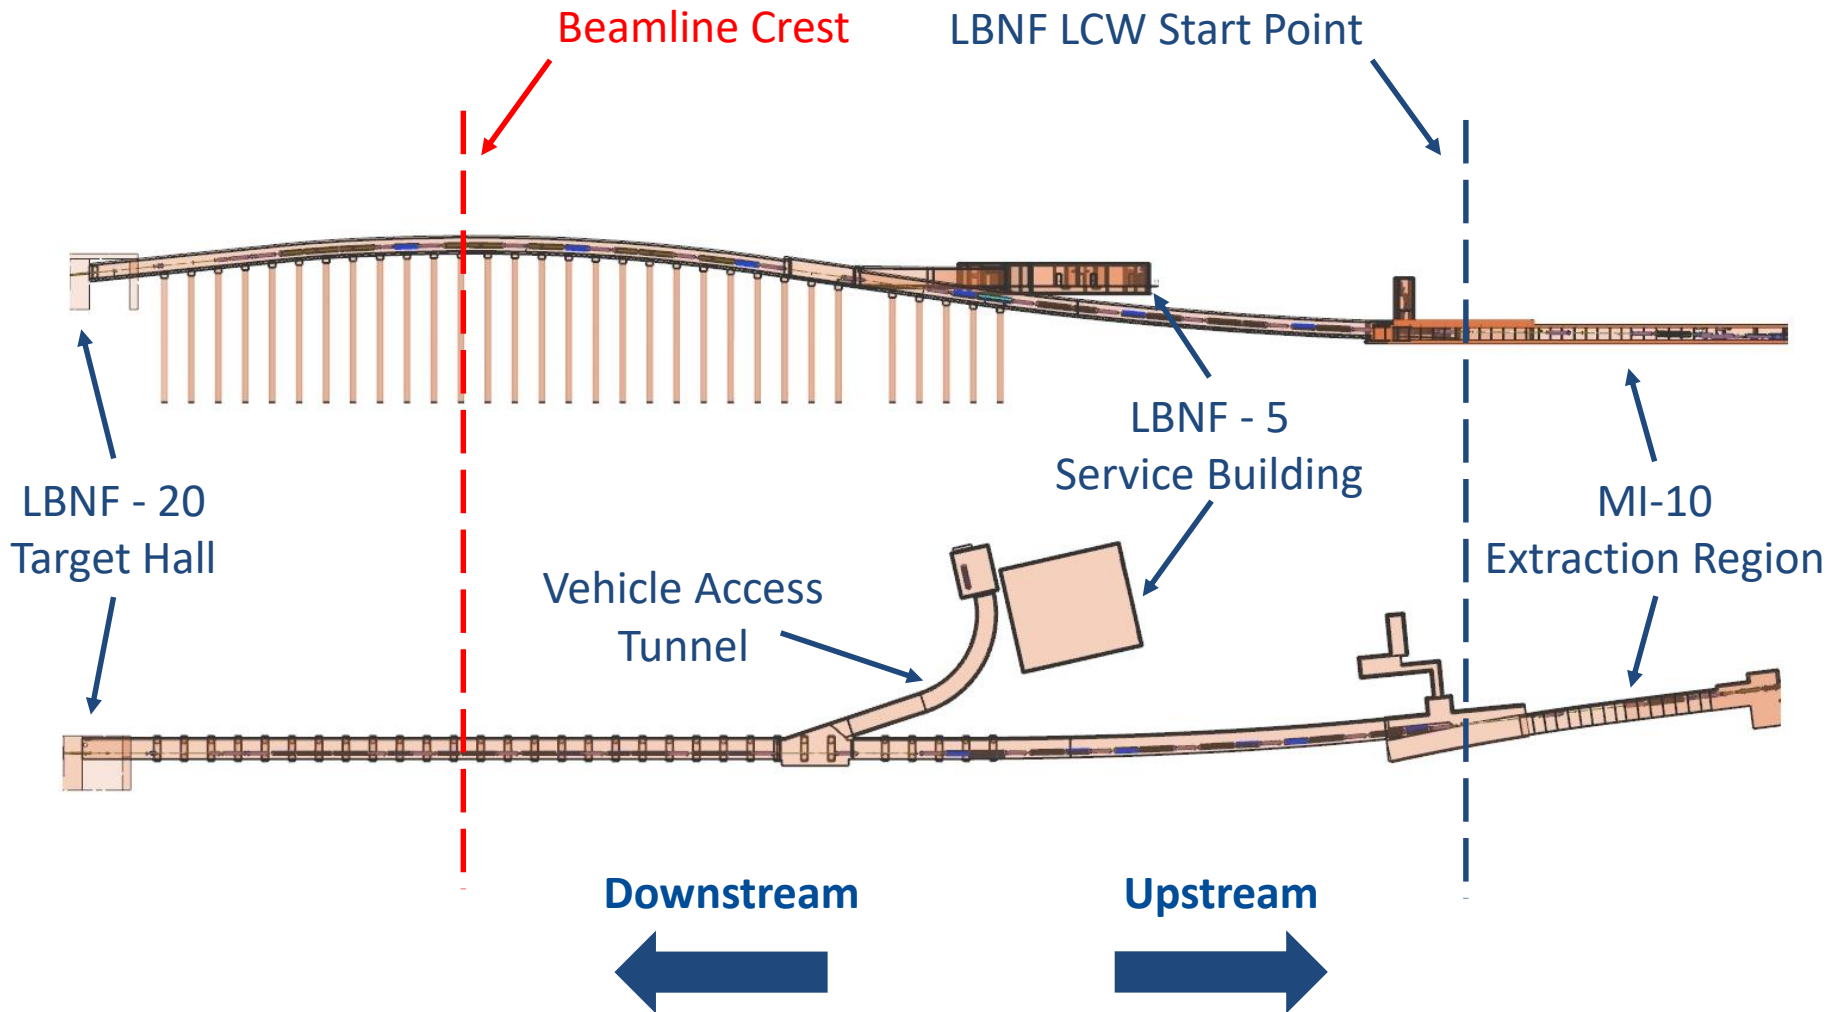 Beamline Crest
LBNF LCW Start Point
LBNF - 5
Service Building
LBNF - 20
Target Hall
MI-10
Extraction Region
Vehicle Access
Tunnel
Downstream
Upstream